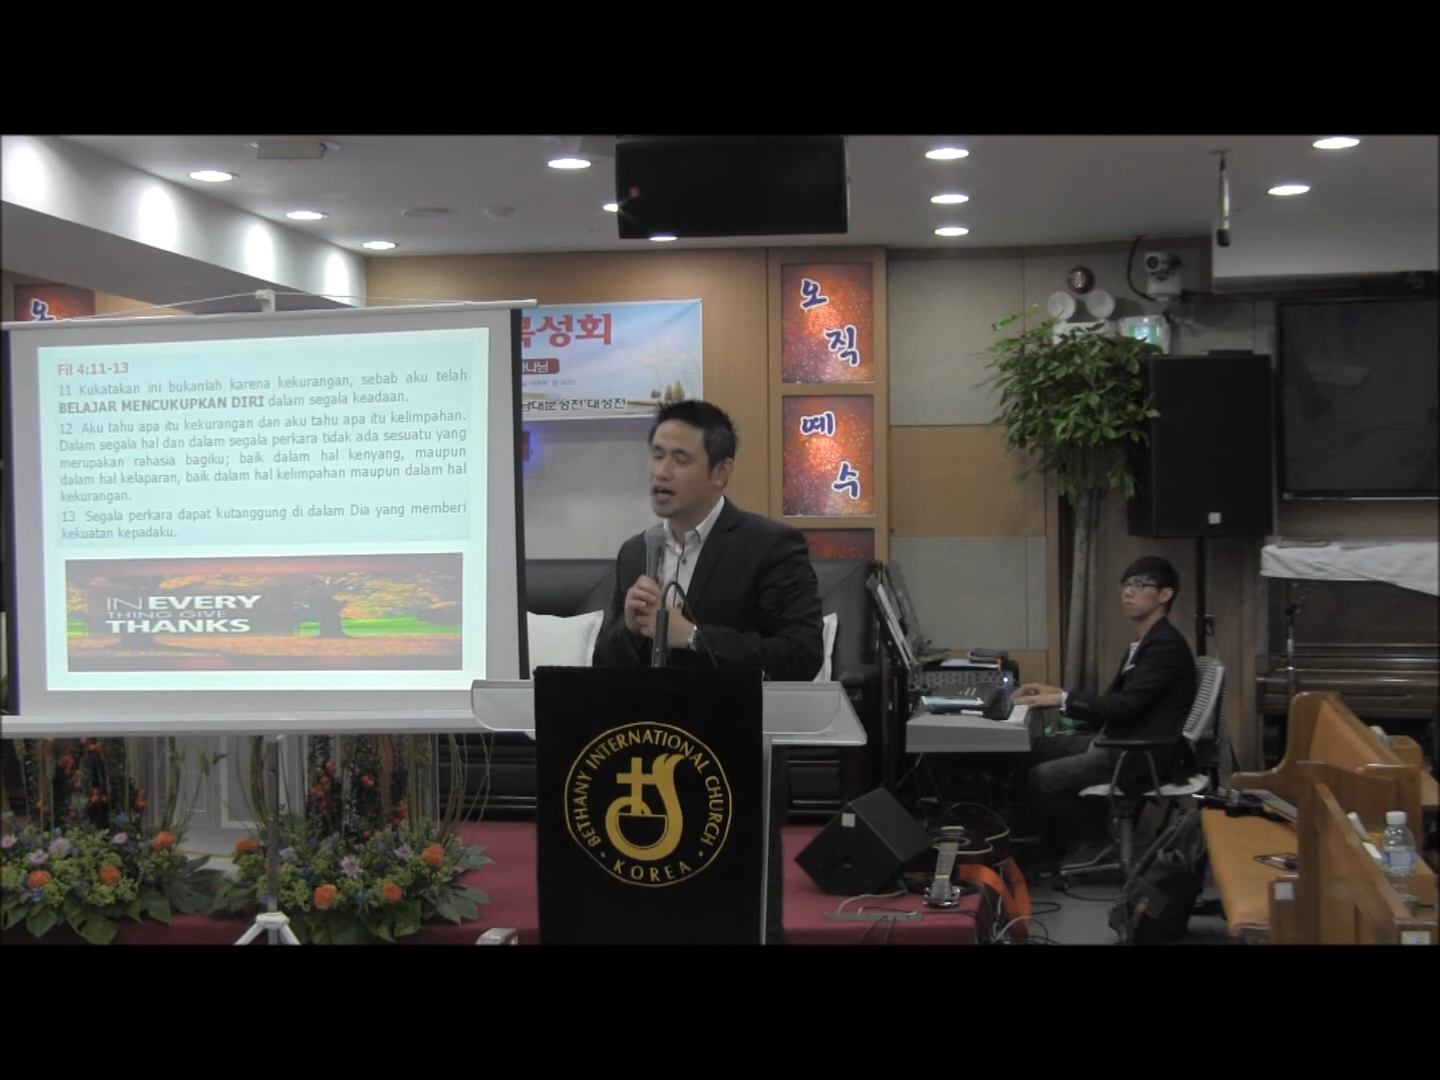 오
Fil 4:11-13
11 Kukatakan ini bukanlah karena kekurangan, sebab aku telah
BELAJAR MENCUKUPKAN DIRI dalam segala keadaan.
12 Aku tahu apa itu kekurangan dan aku tahu apa itu kelimpahan.
Dalam segala hal dan dalam segala perkara tidak ada sesuatu yang
merupakan rahasia bagiku; baik dalam hal kenyang, maupun
dalam hal kelaparan, baik dalam hal kelimpahan maupun dalam hal
kekurangan.
13 Segala perkara dapat kutanggung di dalam Dia yang memberi
kekuatan kepadaku.
IN EVERY
THING GIVE
THANKS
성회
오
직
예
수
BETHANY INTERNATIONAL CHURCH
• KOREA •